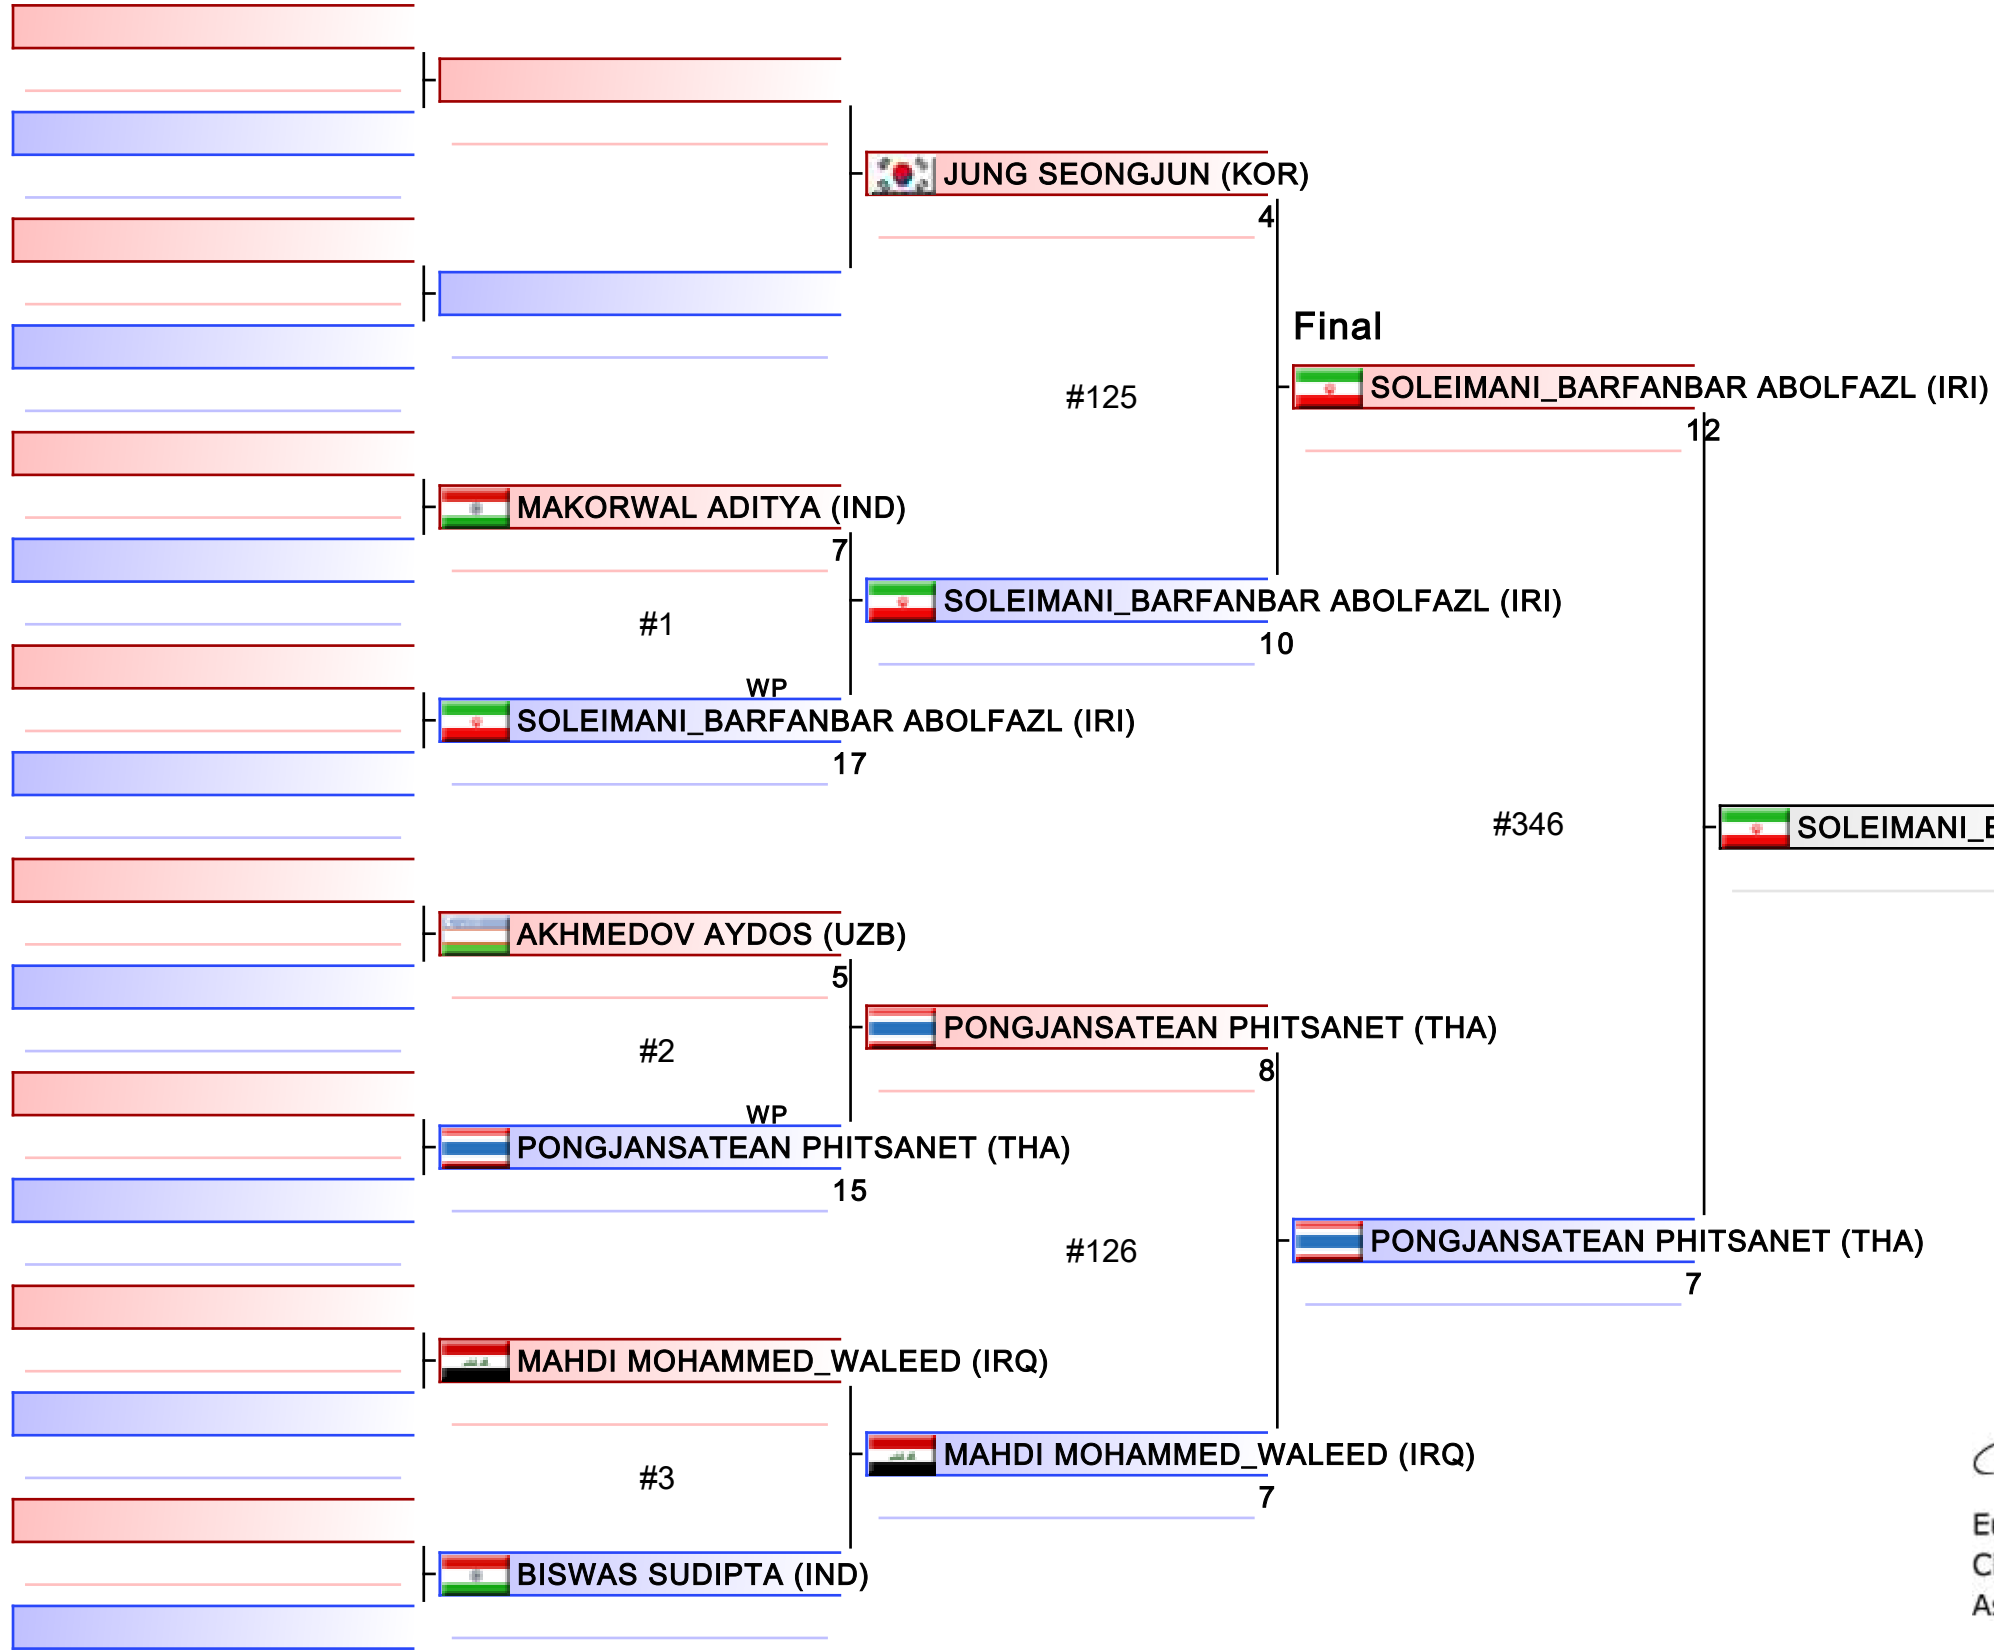 JUNG SEONGJUN (KOR)
4
Final
#125
SOLEIMANI_BARFANBAR ABOLFAZL (IRI)
12
MAKORWAL ADITYA (IND)
7
#1
SOLEIMANI_BARFANBAR ABOLFAZL (IRI)
10
WP
SOLEIMANI_BARFANBAR ABOLFAZL (IRI)
17
#346
AKHMEDOV AYDOS (UZB)
5
#2
PONGJANSATEAN PHITSANET (THA)
8
WP
PONGJANSATEAN PHITSANET (THA)
15
#126
PONGJANSATEAN PHITSANET (THA)
7
MAHDI MOHAMMED_WALEED (IRQ)
#3
MAHDI MOHAMMED_WALEED (IRQ)
7
BISWAS SUDIPTA (IND)